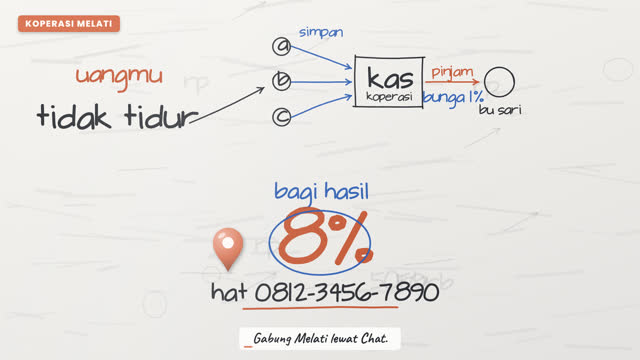 KOPERASI MELATI
uangmu
tidak tidur
a
b
c
simpan
kas
koperasi
pinjam
bunga 1%
bu sari
bagi hasil
8%
hat 0812-3456-7890
Gabung Melati lewat Chat.